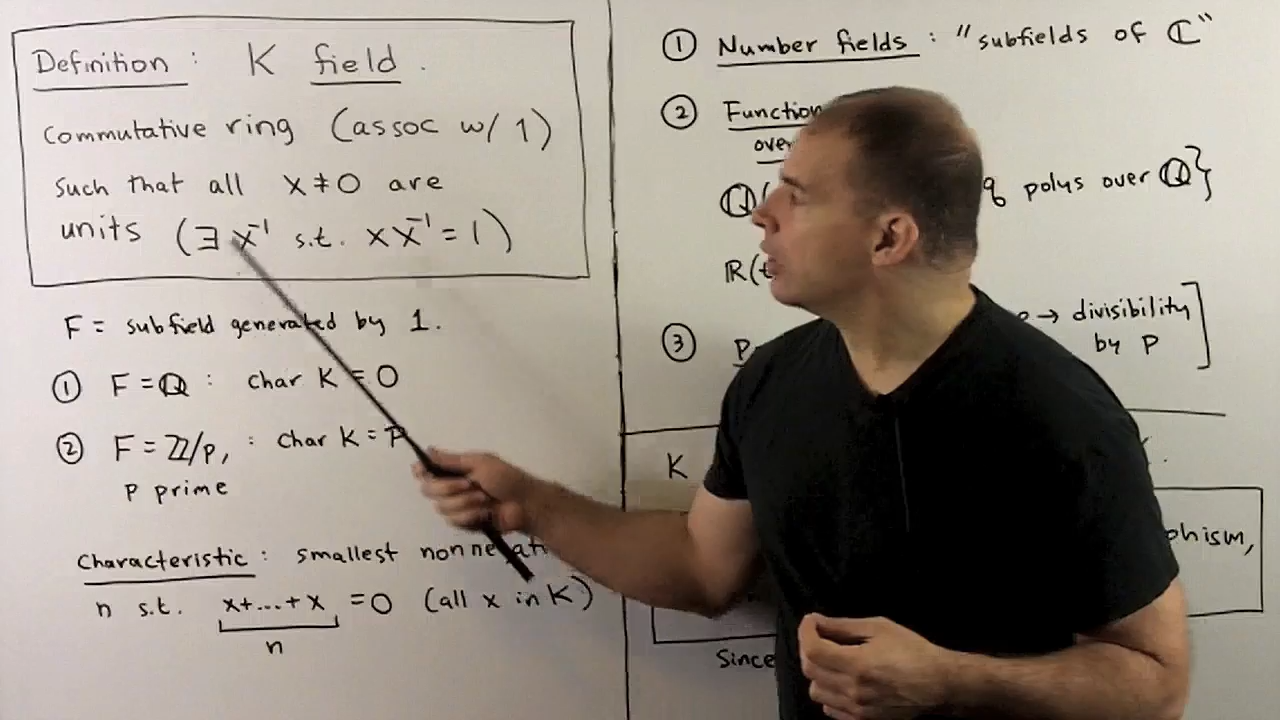 Definition : K field .
commutative ring (assoc w/ 1)
such that all x ≠ 0 are
units (∃ x⁻¹ s.t. x x⁻¹ = 1)
F = subfield generated by 1.
① F = ℚ : char K = 0
② F = ℤ/p, : char K = p
p prime
Characteristic : smallest
n s.t. x+...+x = 0 (all x in K)
n
① Number fields : "subfields of ℂ"
② Function
over
ℚ( polys over ℚ}
ℝ(t
③ → divisibility
by p ]
K
Since